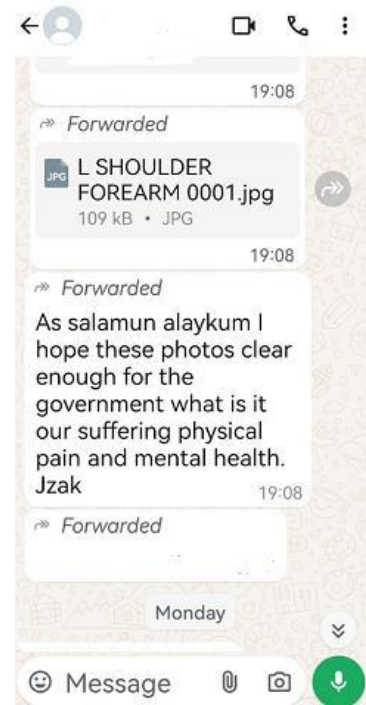 19:08
Forwarded
JPG
L SHOULDER
FOREARM 0001.jpg
109 kB • JPG
19:08
Forwarded
As salamun alaykum I
hope these photos clear
enough for the
government what is it
our suffering physical
pain and mental health.
Jzak
19:08
Forwarded
Monday
Message